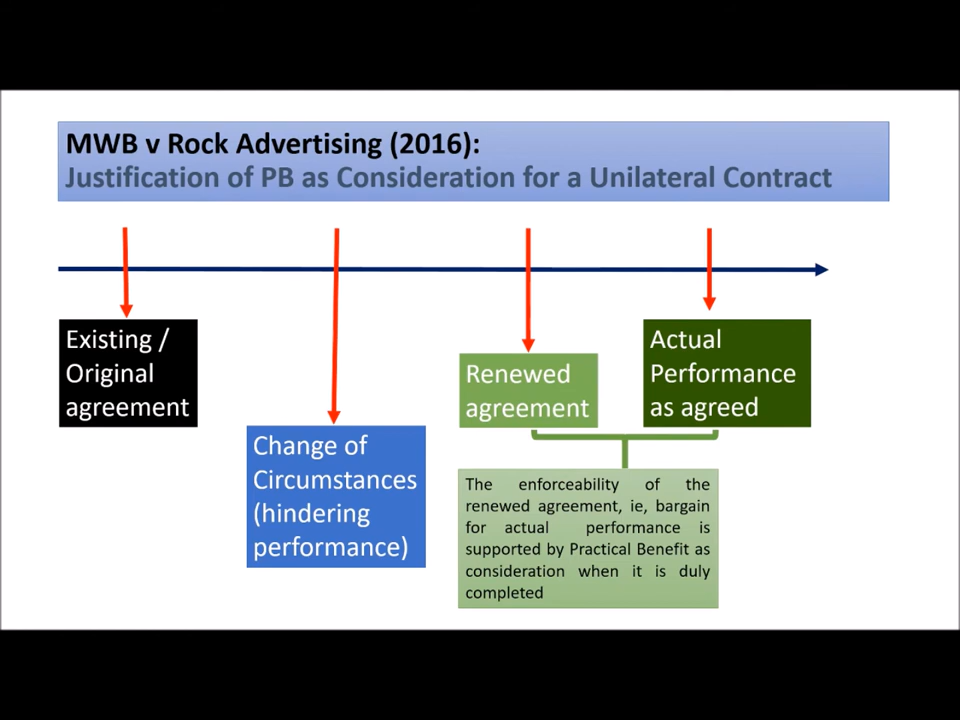 MWB v Rock Advertising (2016):
Justification of PB as Consideration for a Unilateral Contract
Existing /
Original
agreement
Change of
Circumstances
(hindering
performance)
Renewed
agreement
Actual
Performance
as agreed
The enforceability of the
renewed agreement, ie, bargain
for actual performance is
supported by Practical Benefit as
consideration when it is duly
completed